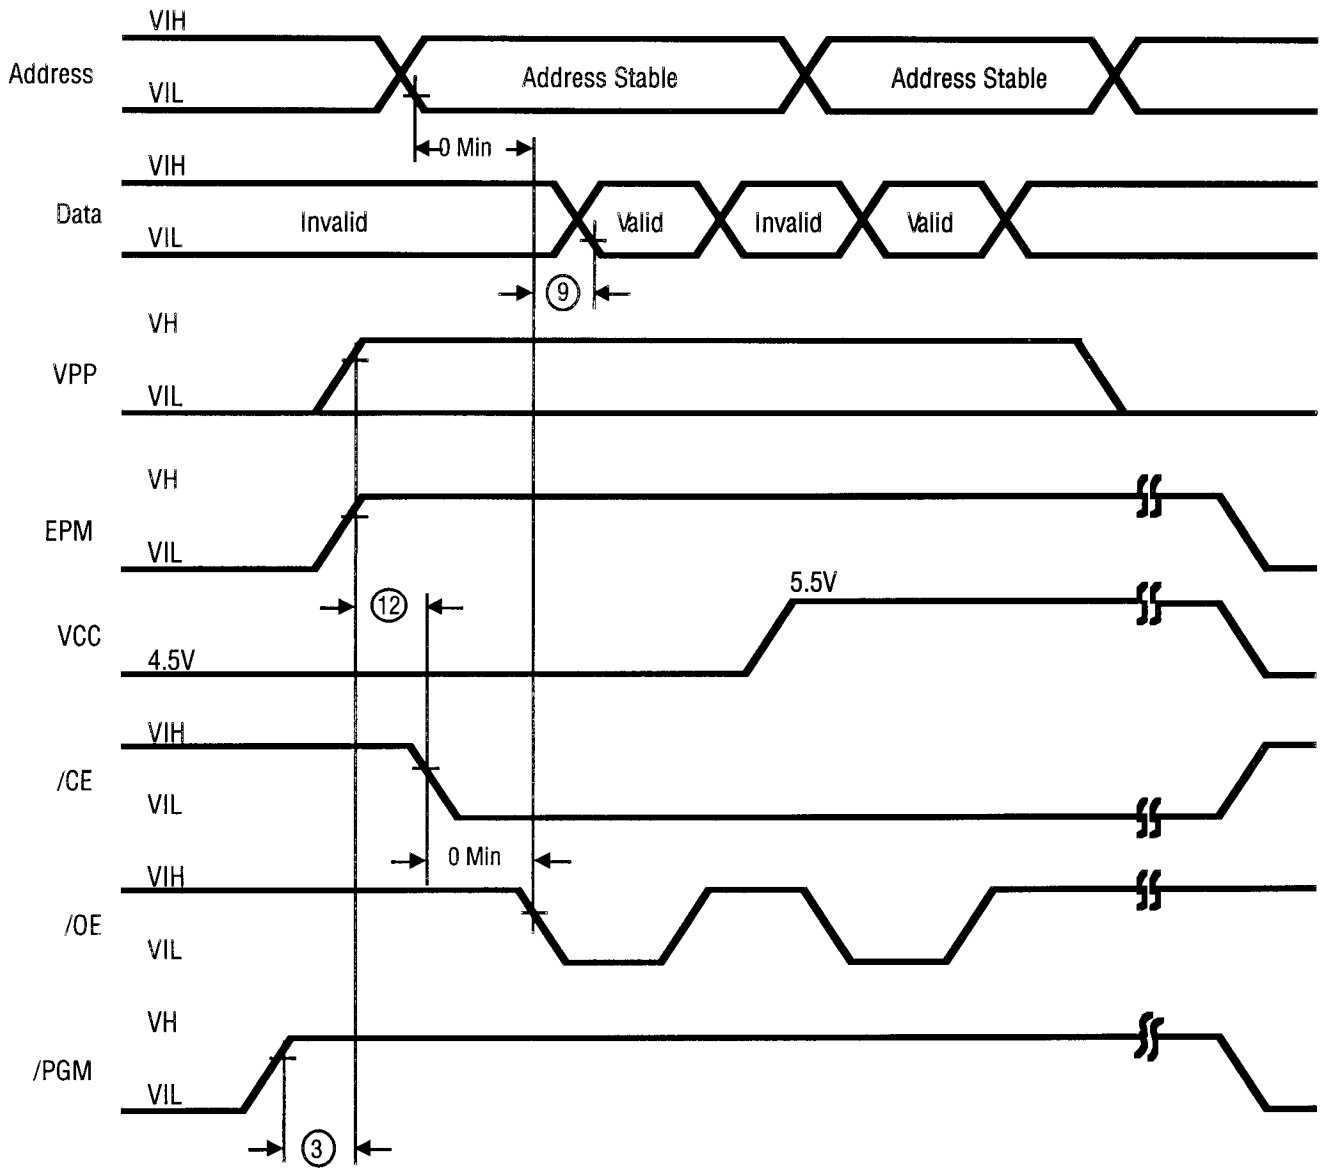 VIH
Address
VIL
Address Stable
Address Stable
0 Min
VIH
Data
VIL
Invalid
Valid
Invalid
Valid
9
VH
VPP
VIL
VH
EPM
VIL
12
5.5V
VCC
4.5V
VIH
/CE
VIL
0 Min
VIH
/OE
VIL
VH
/PGM
VIL
3